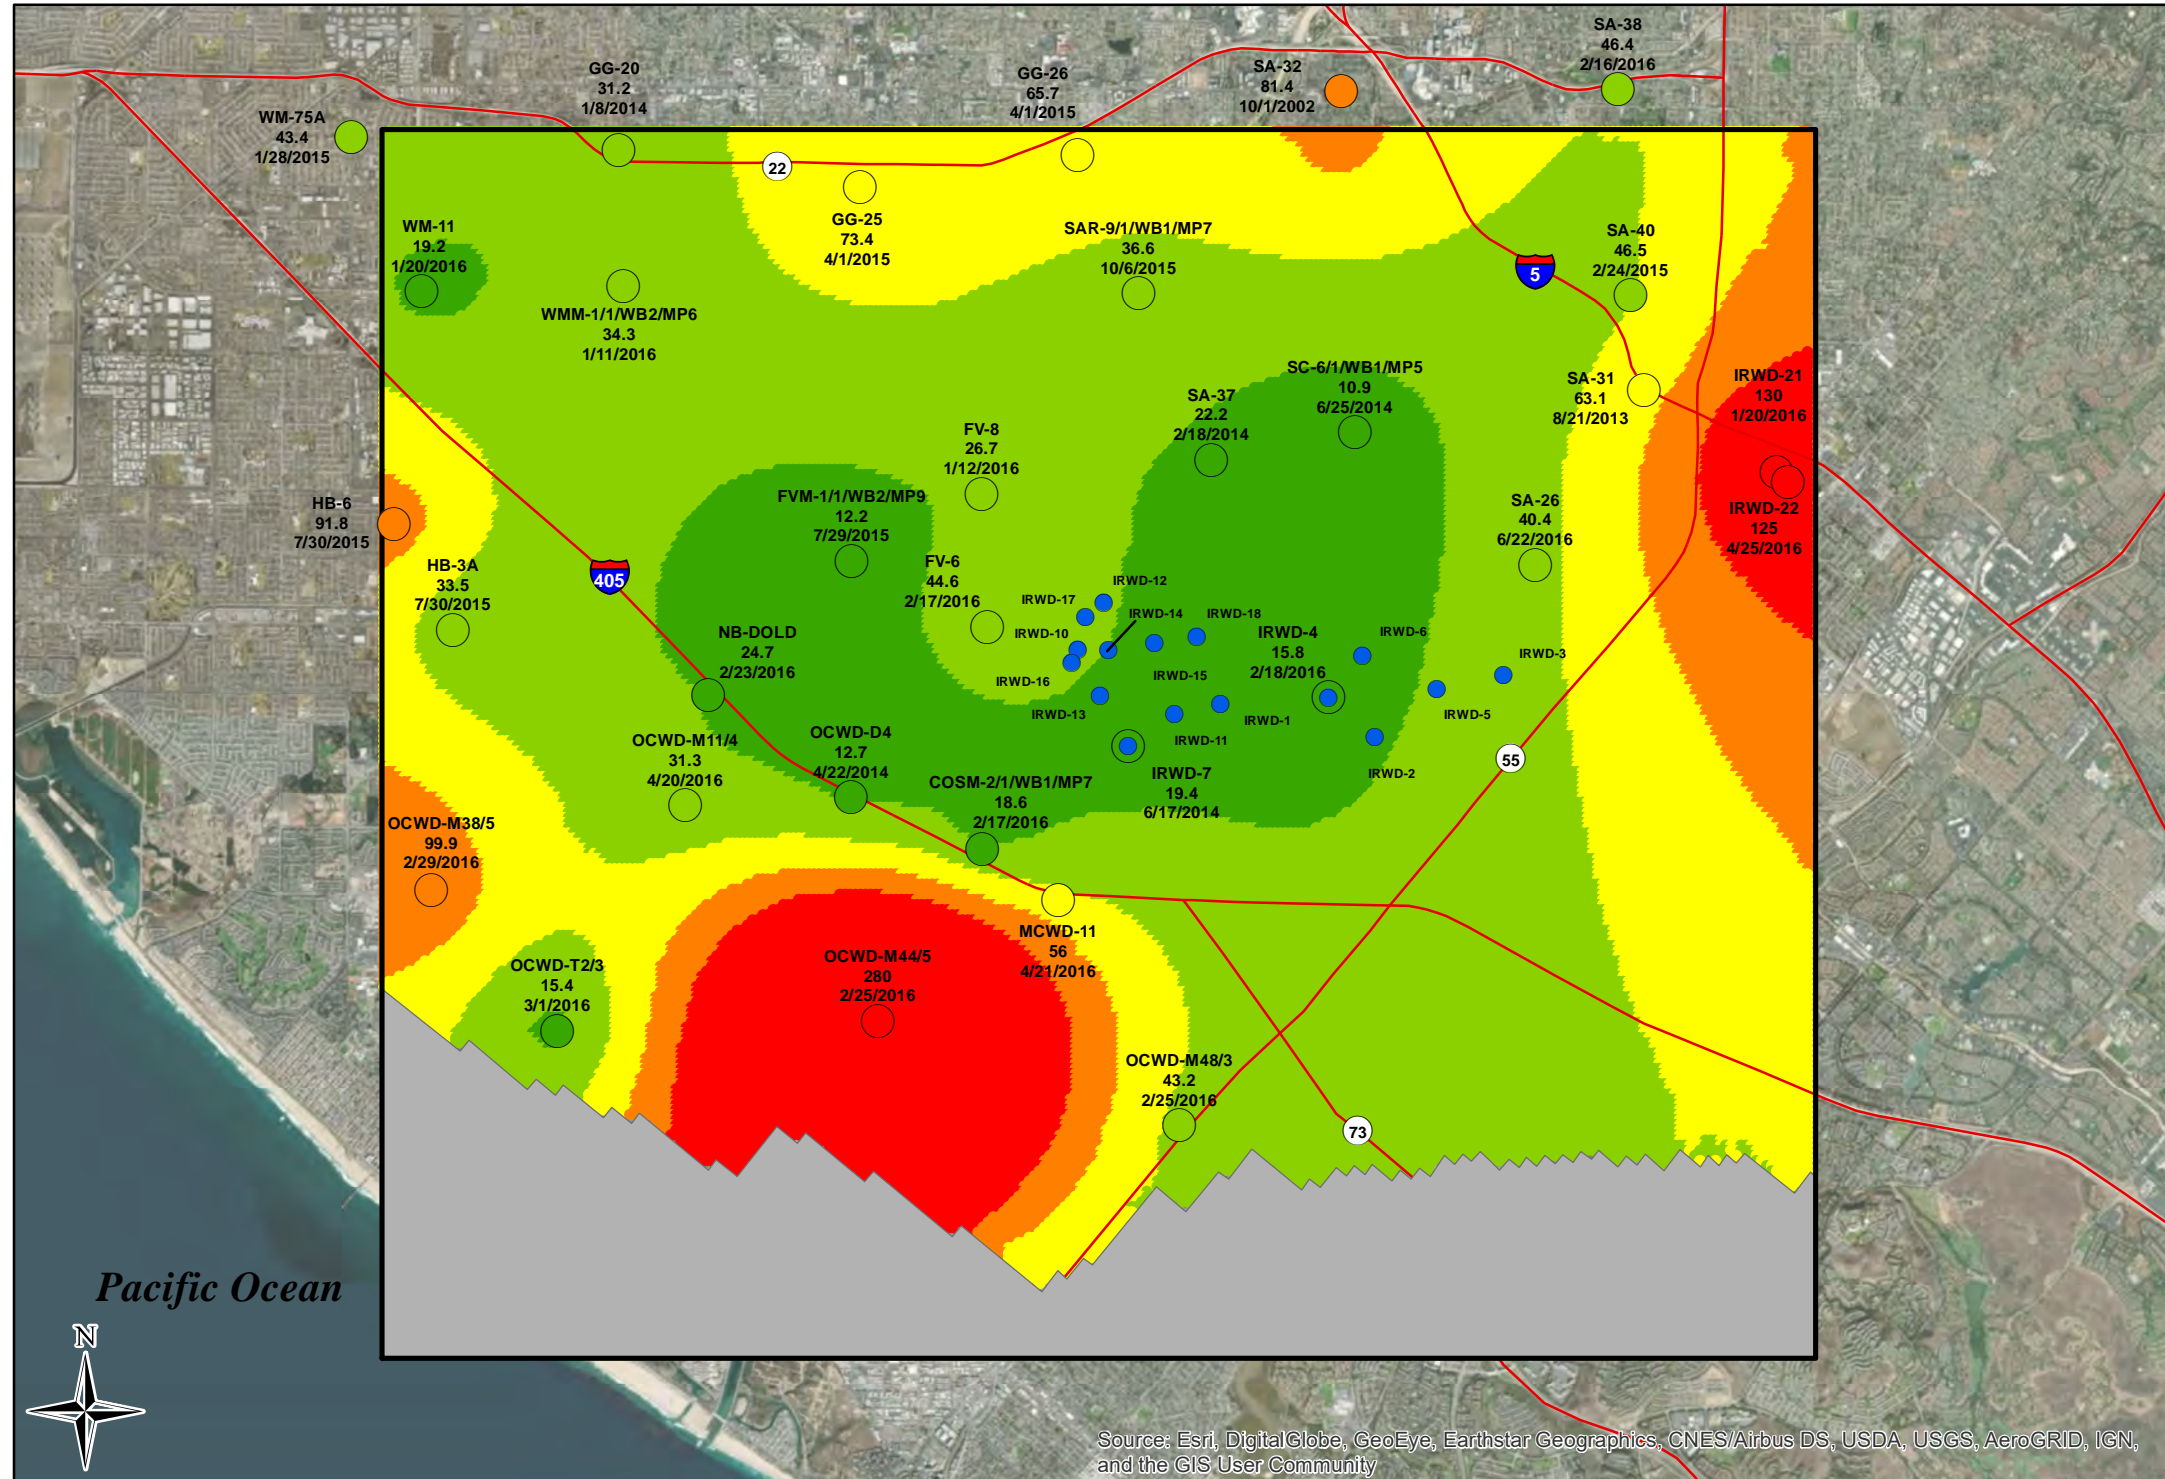 SA-38
46.4
2/16/2016
GG-20
31.2
1/8/2014
GG-26
65.7
4/1/2015
SA-32
81.4
10/1/2002
WM-75A
43.4
1/28/2015
22
GG-25
73.4
4/1/2015
WM-11
19.2
1/20/2016
SAR-9/1/WB1/MP7
36.6
10/6/2015
SA-40
46.5
2/24/2015
5
WMM-1/1/WB2/MP6
34.3
1/11/2016
SC-6/1/WB1/MP5
10.9
6/25/2014
SA-37
22.2
2/18/2014
SA-31
63.1
8/21/2013
IRWD-21
130
1/20/2016
FV-8
26.7
1/12/2016
FVM-1/1/WB2/MP9
12.2
7/29/2015
HB-6
91.8
7/30/2015
SA-26
40.4
6/22/2016
IRWD-22
125
4/25/2016
HB-3A
33.5
7/30/2015
405
FV-6
44.6
2/17/2016
IRWD-12
IRWD-17
IRWD-14
IRWD-18
IRWD-10
IRWD-4
15.8
2/18/2016
IRWD-6
IRWD-3
NB-DOLD
24.7
2/23/2016
IRWD-16
IRWD-15
IRWD-13
IRWD-1
IRWD-5
IRWD-11
OCWD-M11/4
31.3
4/20/2016
OCWD-D4
12.7
4/22/2014
55
COSM-2/1/WB1/MP7
18.6
2/17/2016
IRWD-7
19.4
6/17/2014
IRWD-2
OCWD-M38/5
99.9
2/29/2016
MCWD-11
56
4/21/2016
OCWD-T2/3
15.4
3/1/2016
OCWD-M44/5
280
2/25/2016
OCWD-M48/3
43.2
2/25/2016
73
Pacific Ocean
N
Source: Esri, DigitalGlobe, GeoEye, Earthstar Geographics, CNES/Airbus DS, USDA, USGS, AeroGRID, IGN,
and the GIS User Community